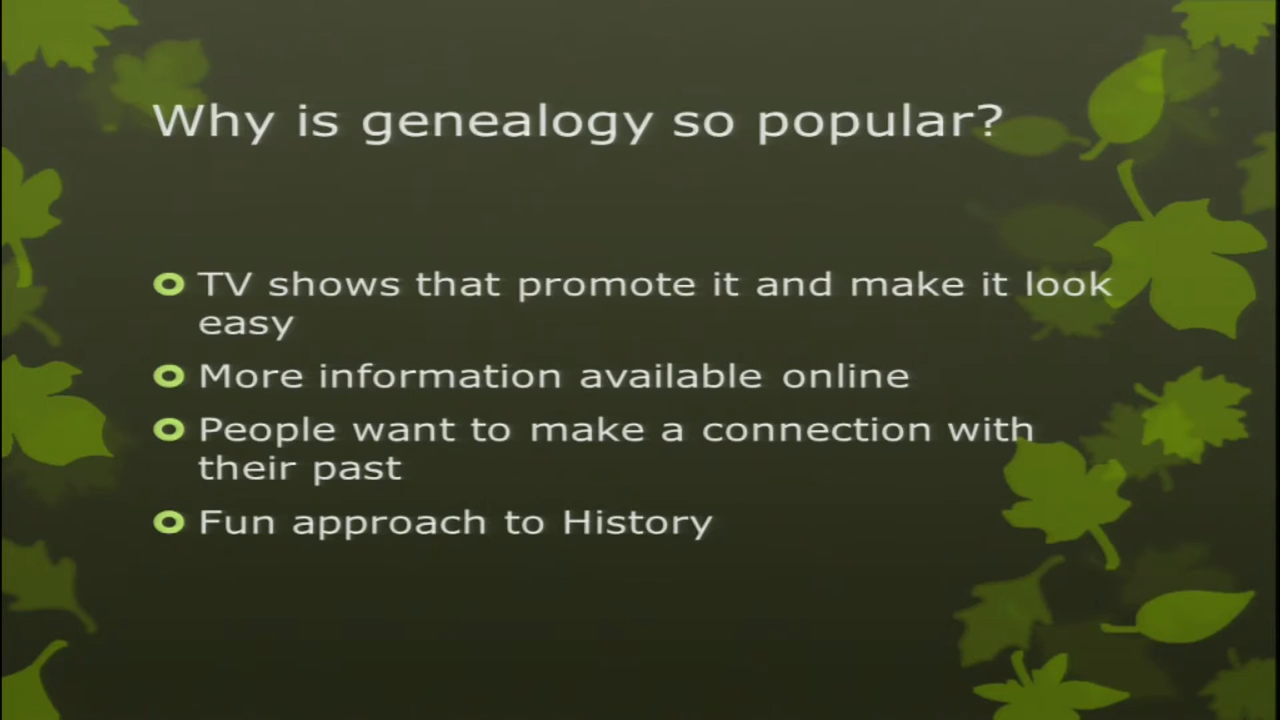 Why is genealogy so popular?
TV shows that promote it and make it look
easy
More information available online
People want to make a connection with
their past
Fun approach to History